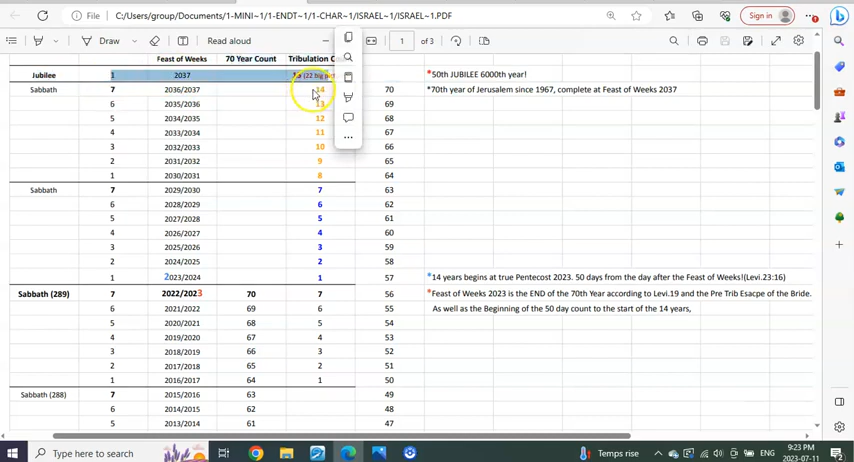 File | C:/Users/group/Documents/1-MINI~1/1-ENDT~1/1-CHAR~1/ISRAEL~1/ISRAEL~1.PDF
Sign in
Draw
Read aloud
1 of 3
Feast of Weeks 70 Year Count Tribulation
Jubilee 1 2037 (22 big *50th JUBILEE 6000th year!
Sabbath 7 2036/2037 14 70 *70th year of Jerusalem since 1967, complete at Feast of Weeks 2037
6 2035/2036 13 69
5 2034/2035 12 68
4 2033/2034 11 67
3 2032/2033 10 66
2 2031/2032 9 65
1 2030/2031 8 64
Sabbath 7 2029/2030 7 63
6 2028/2029 6 62
5 2027/2028 5 61
4 2026/2027 4 60
3 2025/2026 3 59
2 2024/2025 2
1 2023/2024 1 57 *14 years begins at true Pentecost 2023. 50 days from the day after the Feast of Weeks!(Levi.23:16)
Sabbath (289) 7 2022/2023 70 7 56 *Feast of Weeks 2023 is the END of the 70th Year according to Levi.19 and the Pre Trib Esacpe of the Bride.
6 2021/2022 69 6 55 As well as the Beginning of the 50 day count to the start of the 14 years,
5 2020/2021 68 5 54
4 2019/2020 67 4 53
3 2018/2019 66 3 52
2 2017/2018 65 2 51
1 2016/2017 64 1 50
Sabbath (288) 7 2015/2016 63 49
6 2014/2015 62 48
5 2013/2014 61 47
Type here to search
Temps rise
ENG
9:23 PM
2023-07-11
2